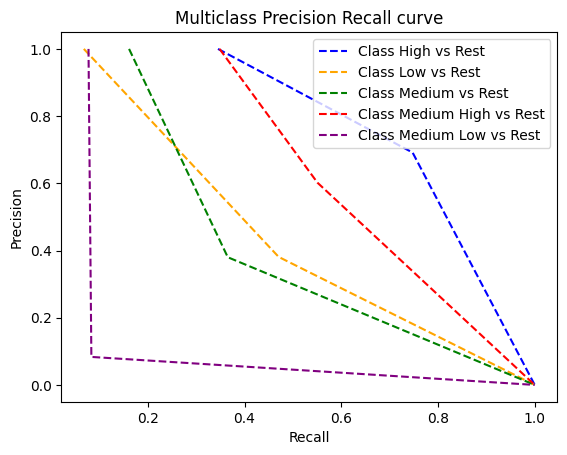 Multiclass Precision Recall curve
Class High vs Rest
Class Low vs Rest
Class Medium vs Rest
Class Medium High vs Rest
Class Medium Low vs Rest
Precision
1.0
0.8
0.6
0.4
0.2
0.0
0.2
0.4
0.6
0.8
1.0
Recall